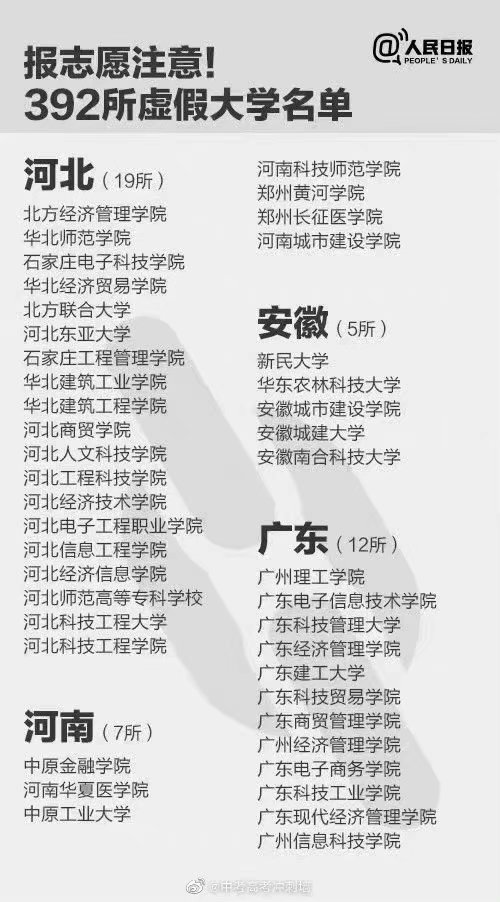 人民日报
PEOPLE'S DAILY
报志愿注意!
392所虚假大学名单
河北（19所）
北方经济管理学院
华北师范学院
石家庄电子科技学院
华北经济贸易学院
北方联合大学
河北东亚大学
石家庄工程管理学院
华北建筑工业学院
华北建筑工程学院
河北商贸学院
河北人文科技学院
河北工程科技学院
河北经济技术学院
河北电子工程职业学院
河北信息工程学院
河北经济信息学院
河北师范高等专科学校
河北科技工程大学
河北科技工程学院
河南（7所）
中原金融学院
河南华夏医学院
中原工业大学
河南科技师范学院
郑州黄河学院
郑州长征医学院
河南城市建设学院
安徽（5所）
新民大学
华东农林科技大学
安徽城市建设学院
安徽城建大学
安徽南合科技大学
广东（12所）
广州理工学院
广东电子信息技术学院
广东科技管理大学
广东经济管理学院
广东建工大学
广东科技贸易学院
广东商贸管理学院
广州经济管理学院
广东电子商务学院
广东科技工业学院
广东现代经济管理学院
广州信息科技学院
@中考高考冲刺墙